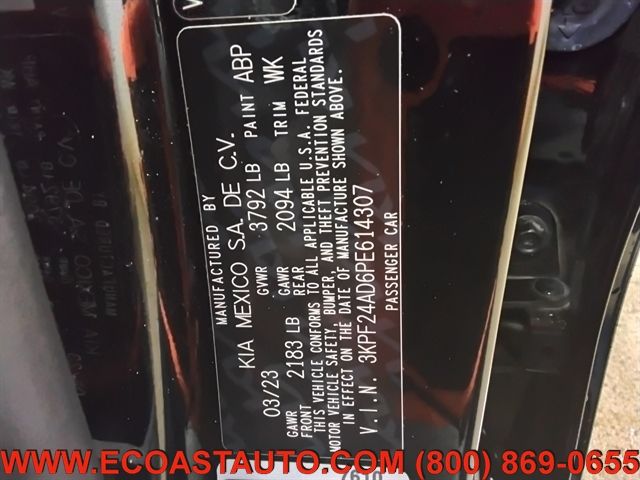 MANUFACTURED BY
KIA MEXICO S.A. DE C.V.
03/23 GVWR 3792 LB PAINT ABP
GAWR FRONT 2183 LB GAWR REAR 2094 LB TRIM WK
THIS VEHICLE CONFORMS TO ALL APPLICABLE U.S.A. FEDERAL
MOTOR VEHICLE SAFETY, BUMPER, AND THEFT PREVENTION STANDARDS
IN EFFECT ON THE DATE OF MANUFACTURE SHOWN ABOVE.
V.I.N. 3KPF24AD6PE614307
PASSENGER CAR
WWW.ECOASTAUTO.COM (800) 869-0655